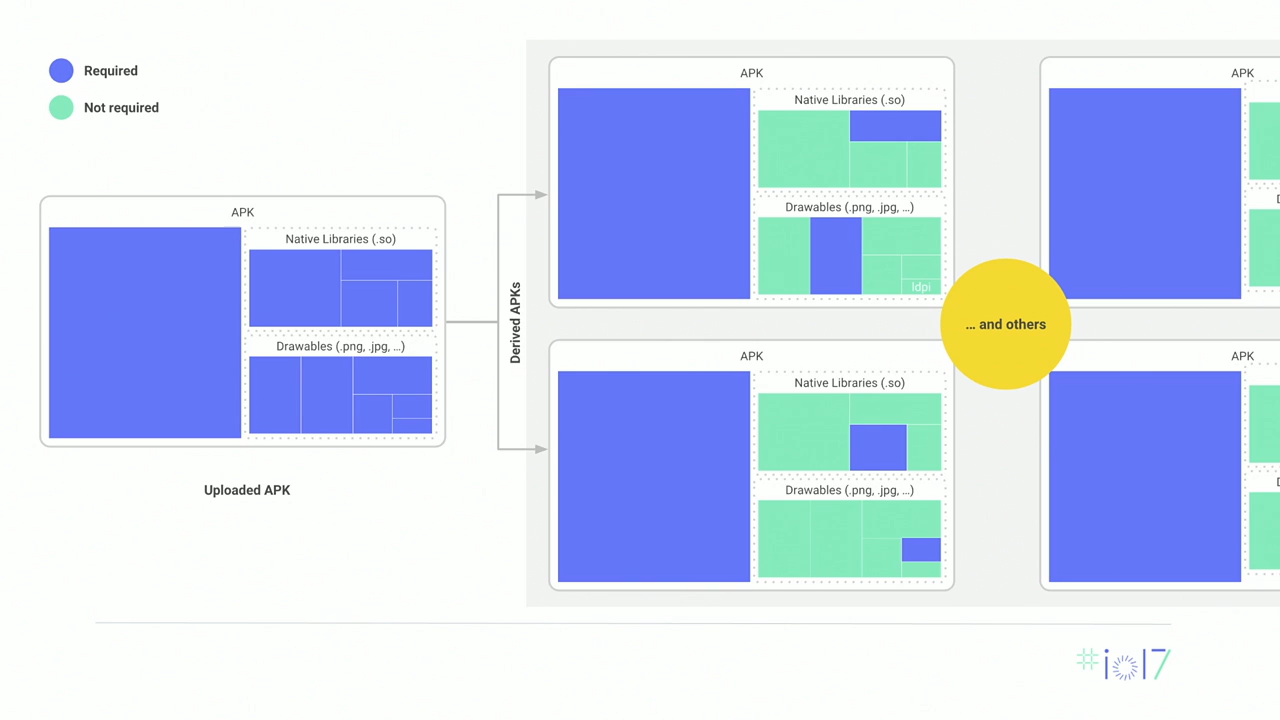 Required
Not required
APK
Native Libraries (.so)
Drawables (.png, .jpg, ...)
Uploaded APK
Derived APKs
APK
Native Libraries (.so)
Drawables (.png, .jpg, ...)
ldpi
APK
Native Libraries (.so)
Drawables (.png, .jpg, ...)
... and others
APK
D
APK
D
#io17